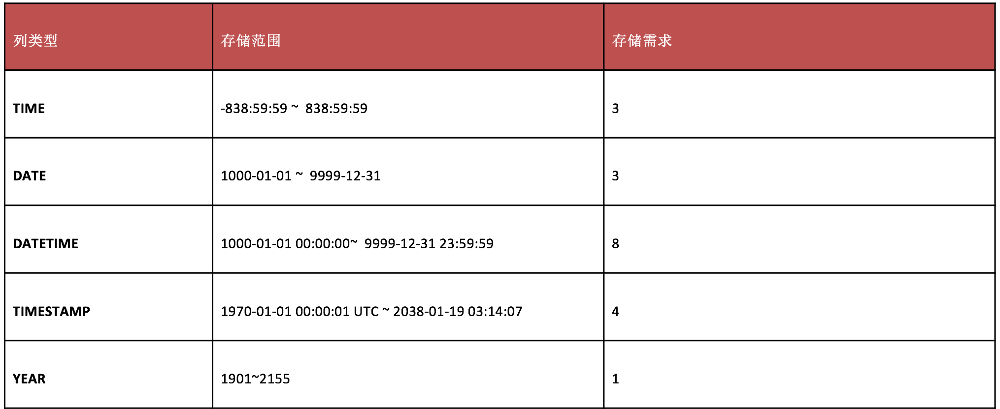 列类型 存储范围 存储需求
TIME -838:59:59 ~ 838:59:59 3
DATE 1000-01-01 ~ 9999-12-31 3
DATETIME 1000-01-01 00:00:00~ 9999-12-31 23:59:59 8
TIMESTAMP 1970-01-01 00:00:01 UTC ~ 2038-01-19 03:14:07 4
YEAR 1901~2155 1